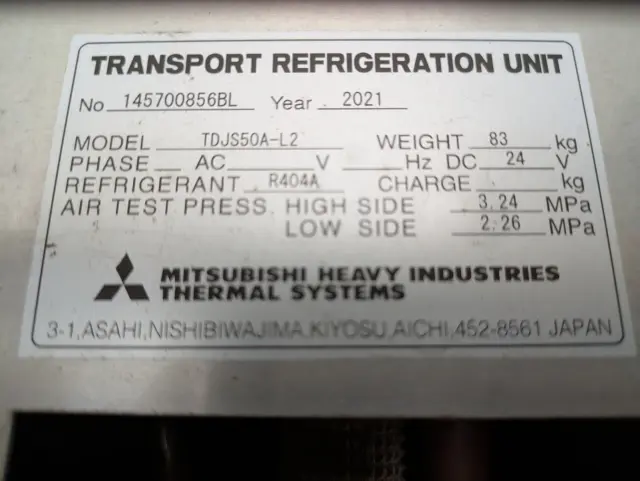 TRANSPORT REFRIGERATION UNIT
No 145700856BL Year 2021
MODEL TDJS50A-L2 WEIGHT 83 kg
PHASE AC V Hz DC 24 V
REFRIGERANT R404A CHARGE kg
AIR TEST PRESS. HIGH SIDE 3.24 MPa
LOW SIDE 2.26 MPa
MITSUBISHI HEAVY INDUSTRIES
THERMAL SYSTEMS
3-1,ASAHI,NISHIBIWAJIMA,KIYOSU,AICHI,452-8561 JAPAN